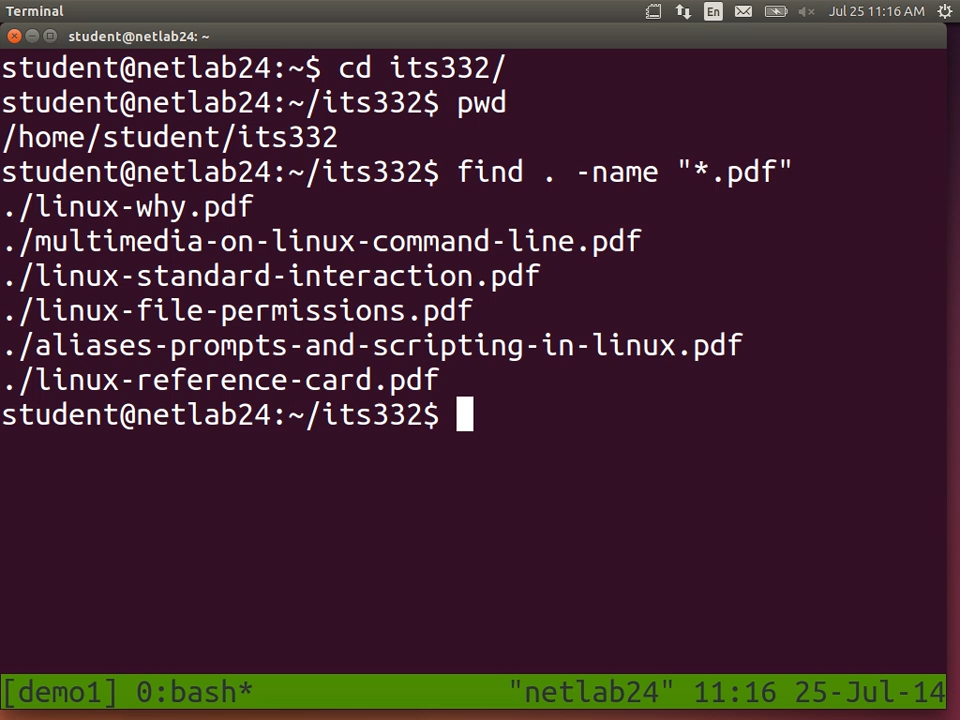 Terminal
En
Jul 25 11:16 AM
student@netlab24: ~
student@netlab24:~$ cd its332/
student@netlab24:~/its332$ pwd
/home/student/its332
student@netlab24:~/its332$ find . -name "*.pdf"
./linux-why.pdf
./multimedia-on-linux-command-line.pdf
./linux-standard-interaction.pdf
./linux-file-permissions.pdf
./aliases-prompts-and-scripting-in-linux.pdf
./linux-reference-card.pdf
student@netlab24:~/its332$
[demo1] 0:bash* "netlab24" 11:16 25-Jul-14